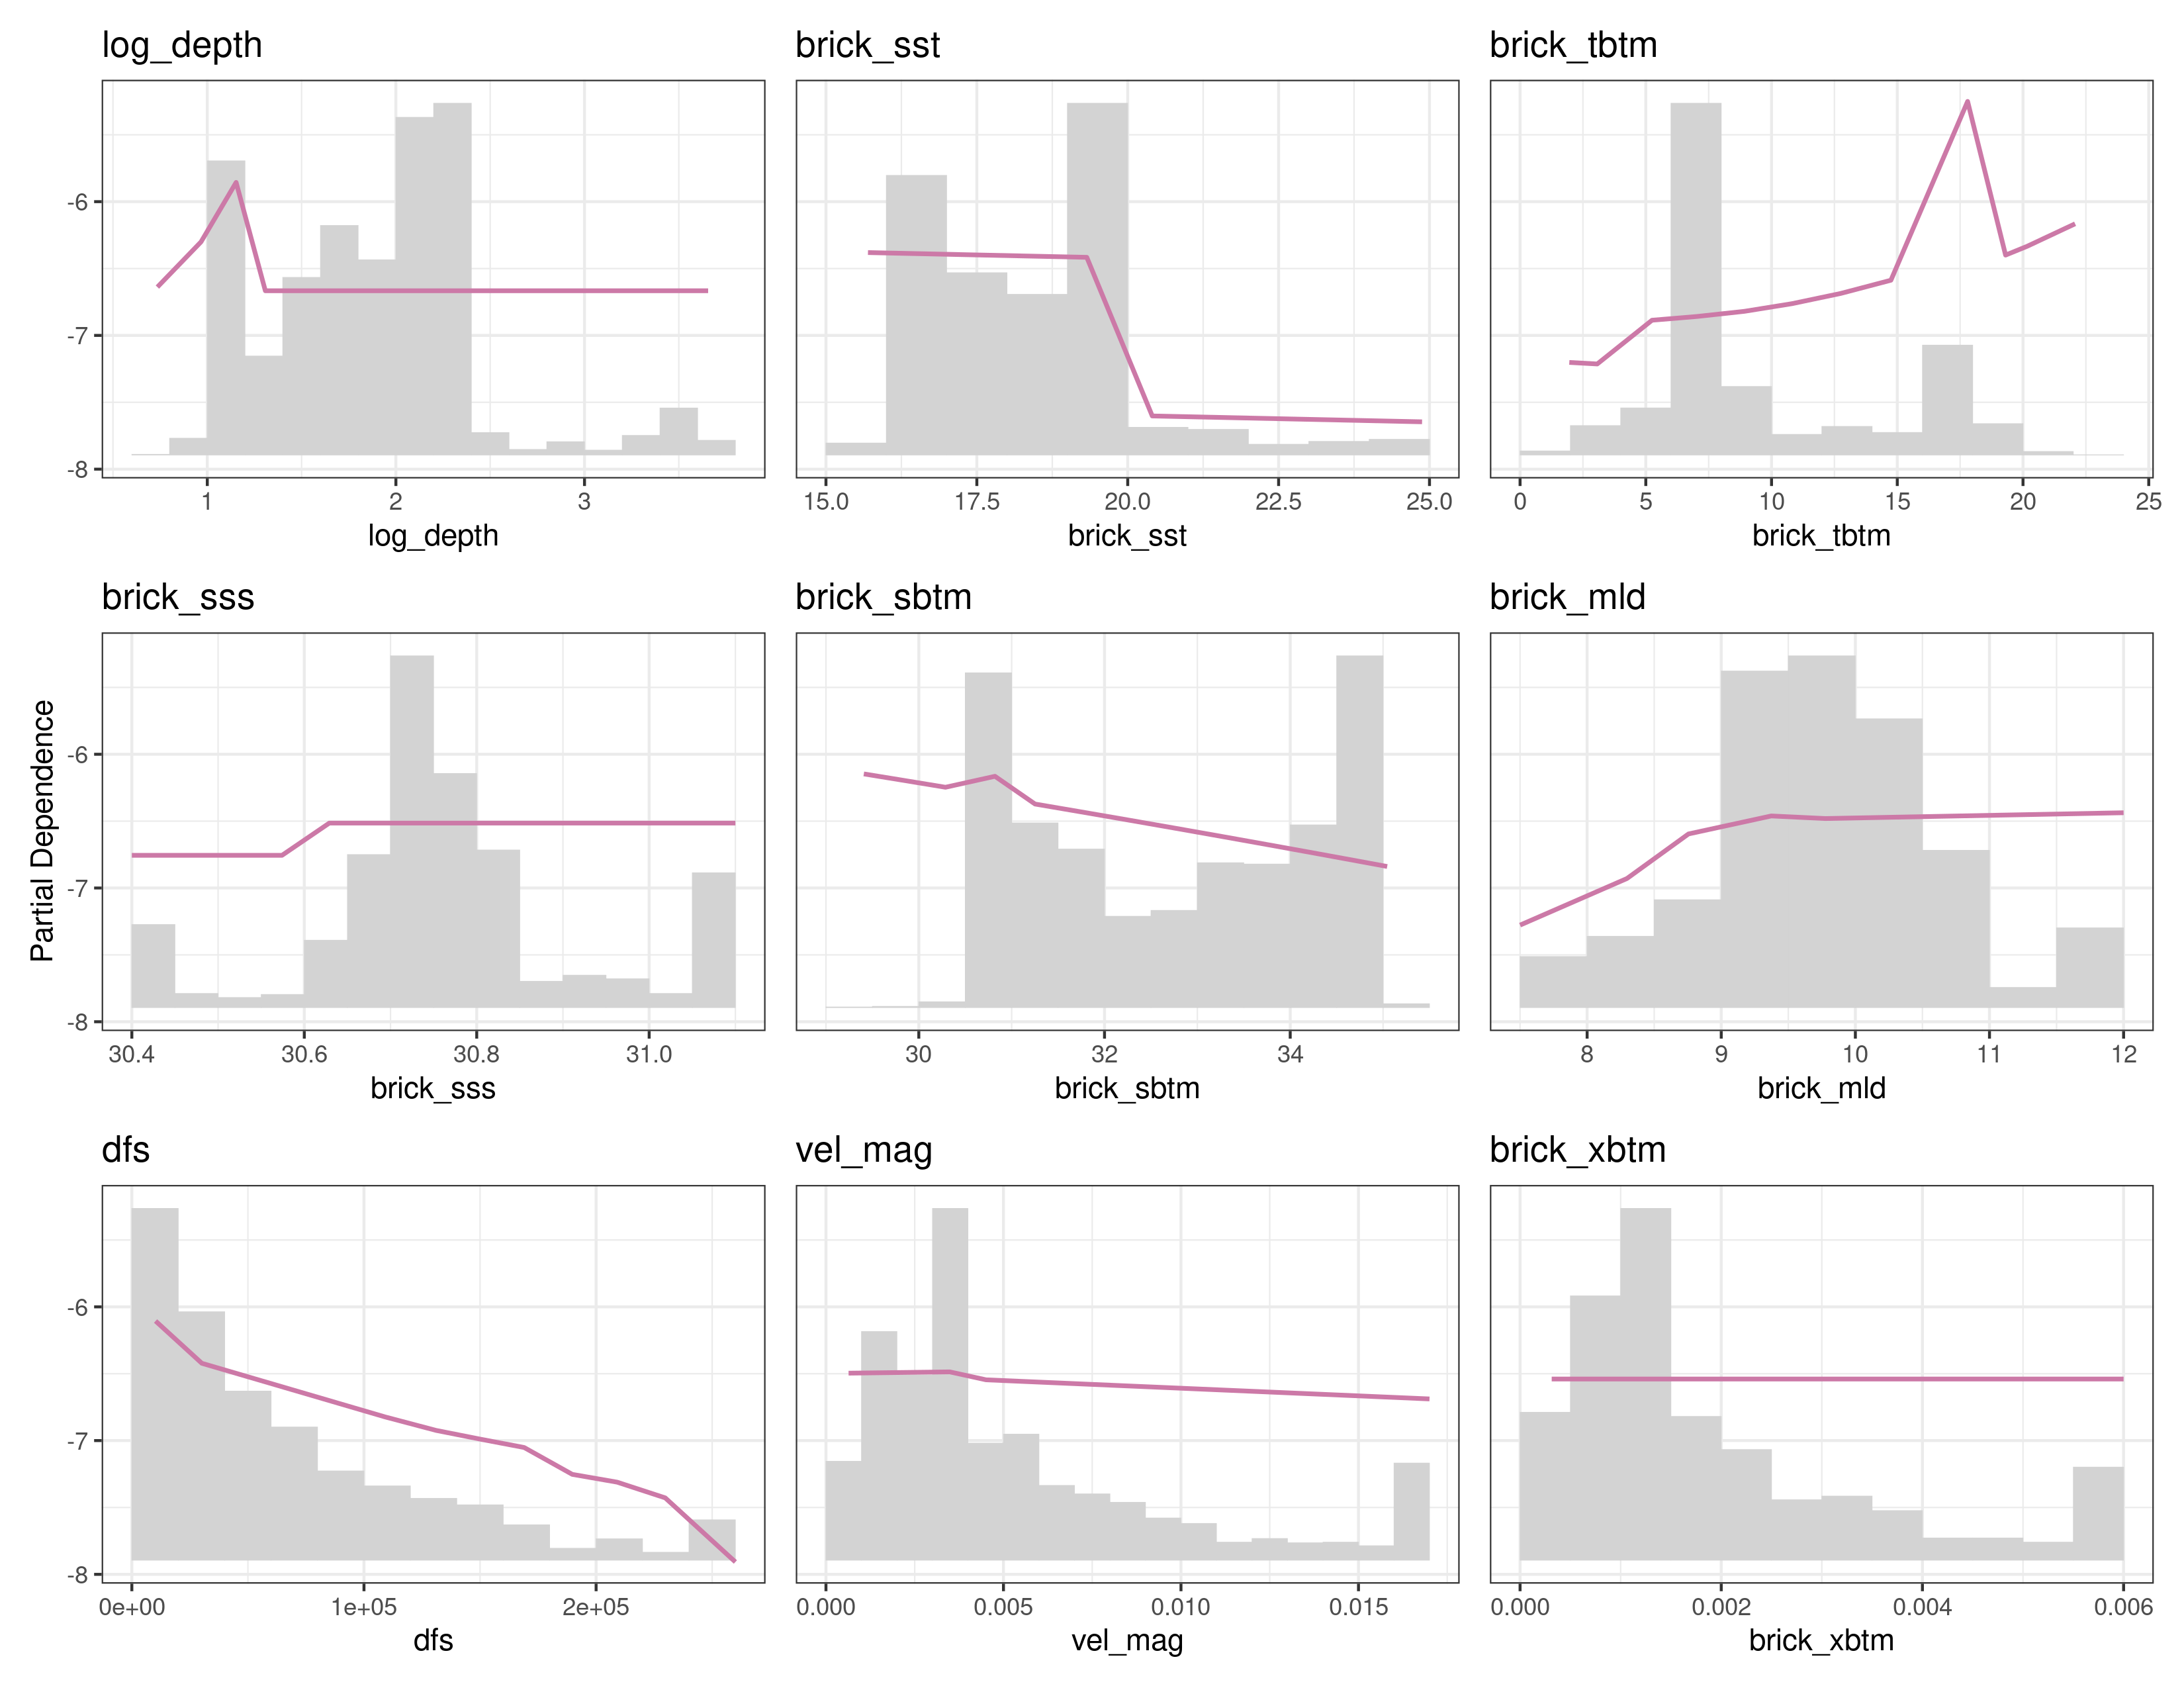 log_depth
brick_sst
brick_tbtm
-6
-7
-8
1 2 3
15.0 17.5 20.0 22.5 25.0
0 5 10 15 20 25
log_depth
brick_sst
brick_tbtm
brick_sss
brick_sbtm
brick_mld
Partial Dependence
-6
-7
-8
30.4 30.6 30.8 31.0
30 32 34
8 9 10 11 12
brick_sss
brick_sbtm
brick_mld
dfs
vel_mag
brick_xbtm
-6
-7
-8
0e+00 1e+05 2e+05
0.000 0.005 0.010 0.015
0.000 0.002 0.004 0.006
dfs
vel_mag
brick_xbtm